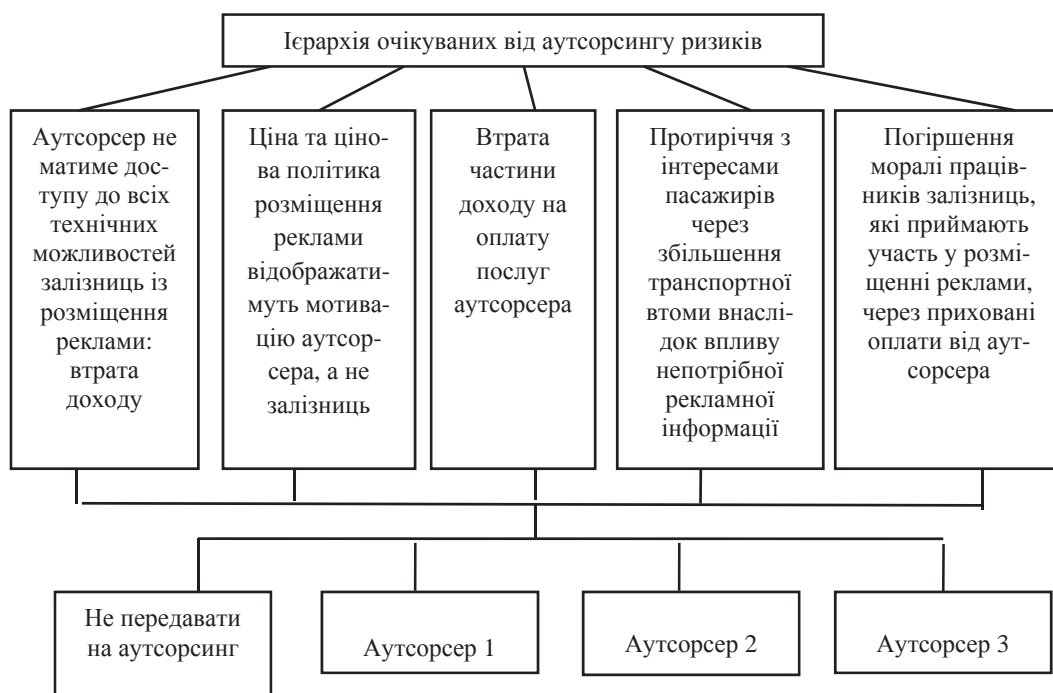 Ієрархія очікуваних від аутсорсингу ризиків
Аутсорсер не
матиме дос-
тупу до всіх
технічних
можливостей
залізниць із
розміщення
реклами:
втрата
доходу
Ціна та ціно-
ва політика
розміщення
реклами
відображати-
муть мотива-
цію аутсор-
сера, а не
залізниць
Втрата
частини
доходу на
оплату
послуг
аутсорсера
Протиріччя з
інтересами
пасажирів
через
збільшення
транспортної
втоми внаслі-
док впливу
непотрібної
рекламної
інформації
Погіршення
моралі праців-
ників залізниць,
які приймають
участь у розмі-
щенні реклами,
через приховані
оплати від аут-
сорсера
Не передавати
на аутсорсинг
Аутсорсер 1
Аутсорсер 2
Аутсорсер 3